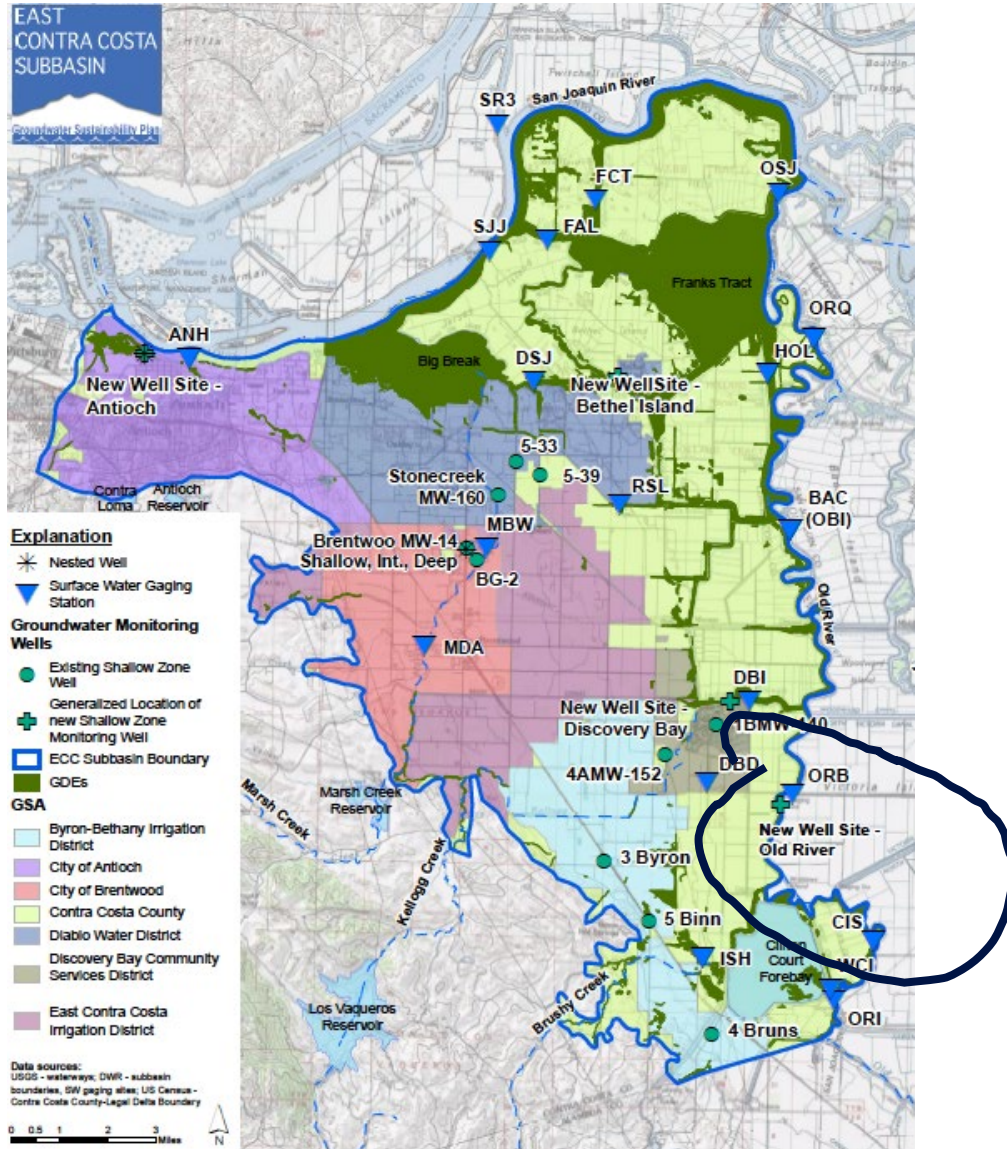 EAST
CONTRA COSTA
SUBBASIN
Groundwater Sustainability Plan
SR3
San Joaquin River
FCT
OSJ
SJJ
FAL
Franks Tract
ANH
ORQ
HOL
Big Break
DSJ
New Well Site -
Antioch
New WellSite -
Bethel Island
5-33
5-39
Stonecreek
MW-160
RSL
Contra
Loma
Antioch
Reservoir
BAC
(OBI)
MBW
Brentwoo MW-14
Shallow, Int., Deep
BG-2
Old River
MDA
DBI
New Well Site -
Discovery Bay
1BMW-140
4AMW-152
DBD
ORB
Victoria
Marsh Creek
Marsh Creek
Reservoir
New Well Site -
Old River
3 Byron
Kellogg Creek
5 Binn
CIS
ISH
Clifton
Court
Forebay
WCI
Brushy Creek
Los Vaqueros
Reservoir
ORI
4 Bruns
Explanation
Nested Well
Surface Water Gaging
Station
Groundwater Monitoring
Wells
Existing Shallow Zone
Well
Generalized Location of
new Shallow Zone
Monitoring Well
ECC Subbasin Boundary
GDEs
GSA
Byron-Bethany Irrigation
District
City of Antioch
City of Brentwood
Contra Costa County
Diablo Water District
Discovery Bay Community
Services District
East Contra Costa
Irrigation District
Data sources:
USGS - waterways; DWR - subbasin
boundaries, SW gaging sites; US Census -
Contra Costa County-Legal Delta Boundary
0 0.5 1 2 3
Miles
N